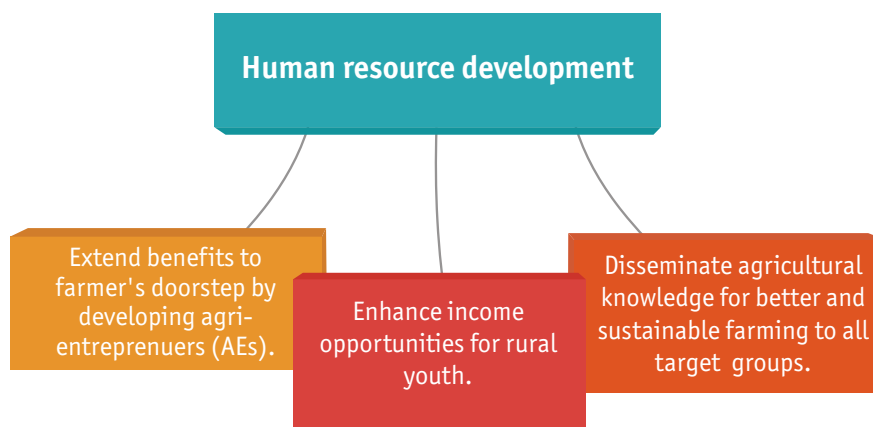 Human resource development
Extend benefits to
farmer's doorstep by
developing agri-
entreprenuers (AEs).
Enhance income
opportunities for rural
youth.
Disseminate agricultural
knowledge for better and
sustainable farming to all
target groups.